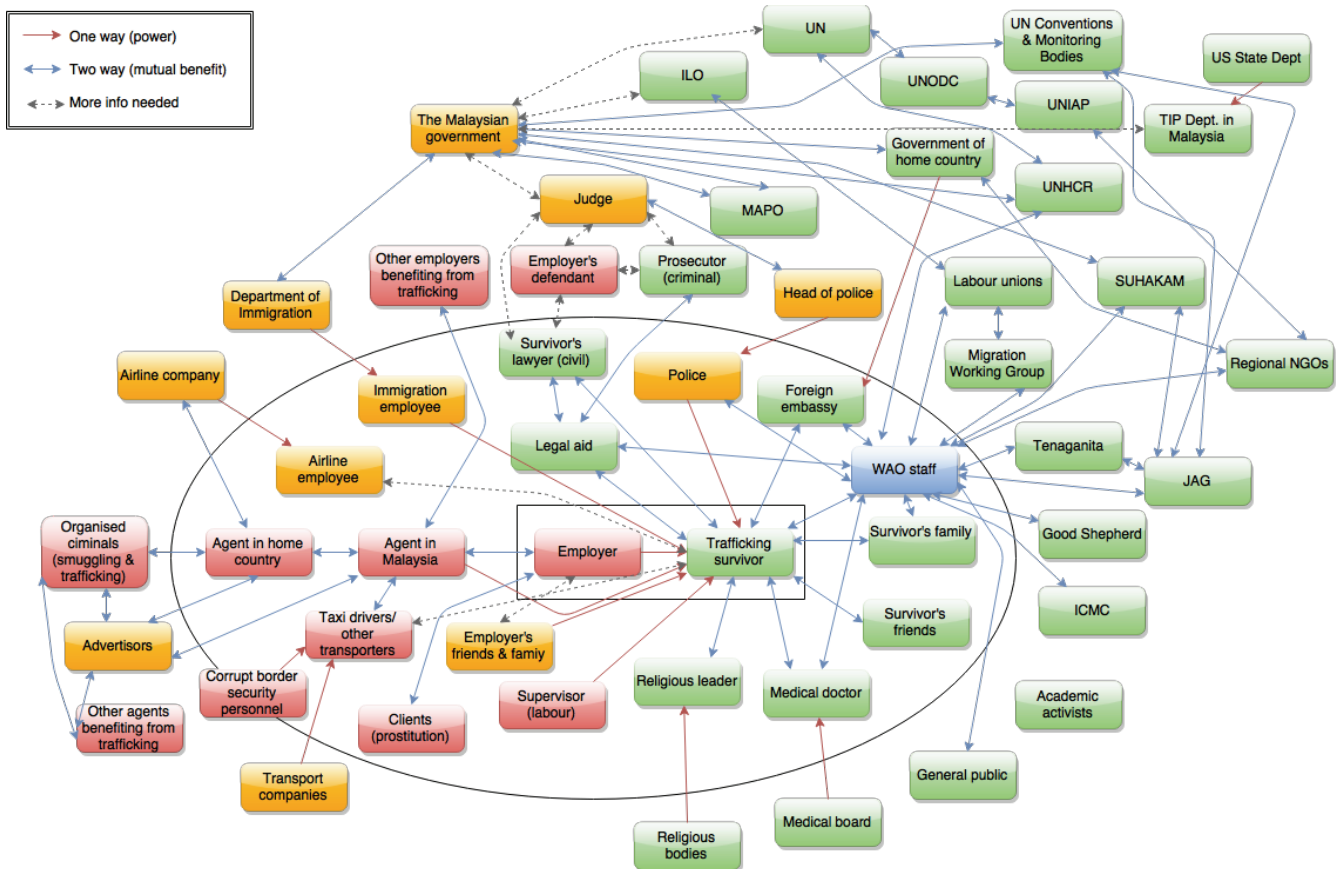 One way (power)
Two way (mutual benefit)
More info needed
UN
UN Conventions
& Monitoring
Bodies
US State Dept
ILO
UNODC
UNIAP
TIP Dept. in
Malaysia
The Malaysian
government
Government of
home country
UNHCR
MAPO
Judge
Other employers
benefiting from
trafficking
Employer's
defendant
Prosecutor
(criminal)
Head of police
Labour unions
SUHAKAM
Department of
Immigration
Survivor's
lawyer (civil)
Migration
Working Group
Regional NGOs
Airline company
Immigration
employee
Police
Foreign
embassy
Legal aid
WAO staff
Tenaganita
JAG
Airline
employee
Organised
ciminals
(smuggling &
trafficking)
Agent in home
country
Agent in
Malaysia
Employer
Trafficking
survivor
Survivor's family
Good Shepherd
ICMC
Taxi drivers/
other
transporters
Employer's
friends & famiy
Survivor's
friends
Advertisors
Corrupt border
security
personnel
Supervisor
(labour)
Religious leader
Medical doctor
Academic
activists
Other agents
benefiting from
trafficking
Clients
(prostitution)
General public
Transport
companies
Religious
bodies
Medical board